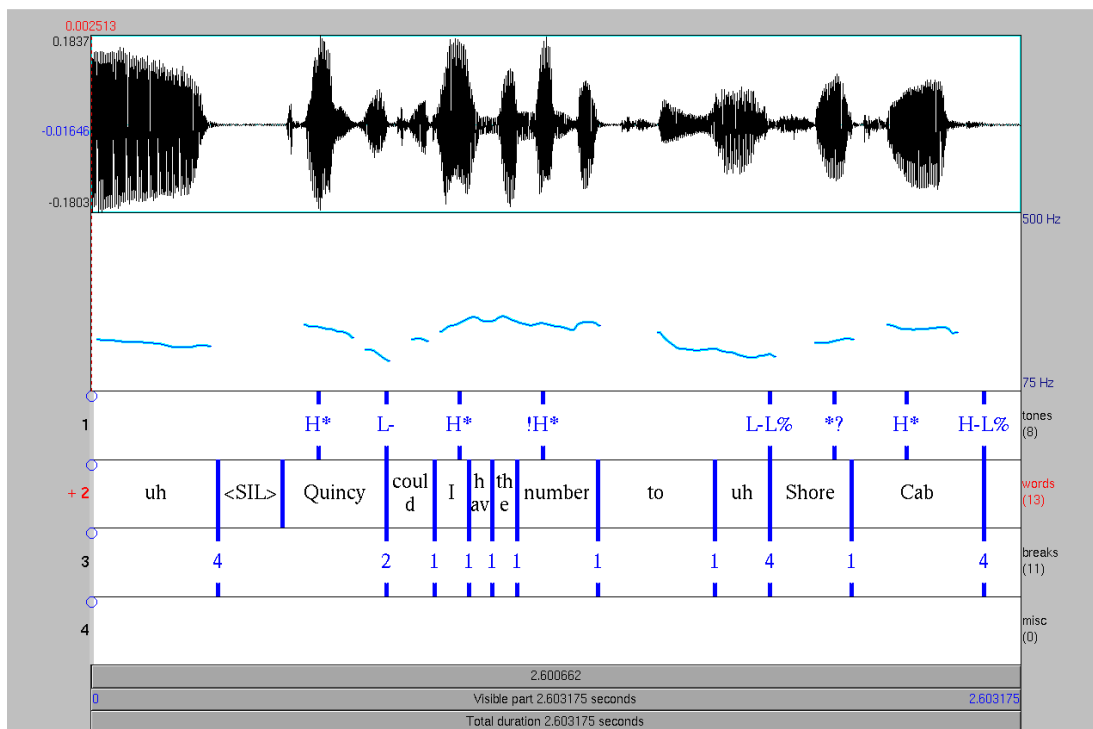 0.002513
0.1837
-0.01646
-0.1803
500 Hz
75 Hz
1 H* L- H* !H* L-L% *? H* H-L% tones
(8)
+ 2 uh <SIL> Quincy coul
d I h
av th
e number to uh Shore Cab words
(13)
3 4 2 1 1 1 1 1 1 4 1 4 breaks
(11)
4 misc
(0)
2.600662
0 Visible part 2.603175 seconds 2.603175
Total duration 2.603175 seconds